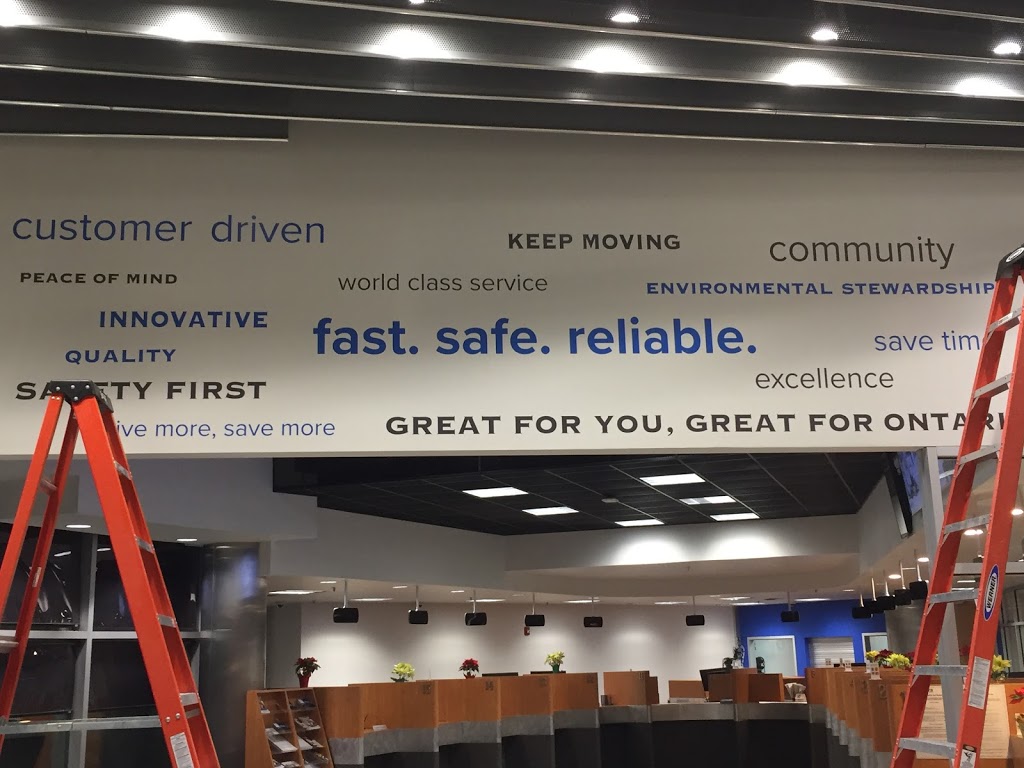 customer driven
KEEP MOVING
community
PEACE OF MIND
world class service
ENVIRONMENTAL STEWARDSHIP
INNOVATIVE
fast. safe. reliable.
save
QUALITY
excellence
FIRST
more, save more
GREAT FOR YOU, GREAT FOR
WERNER